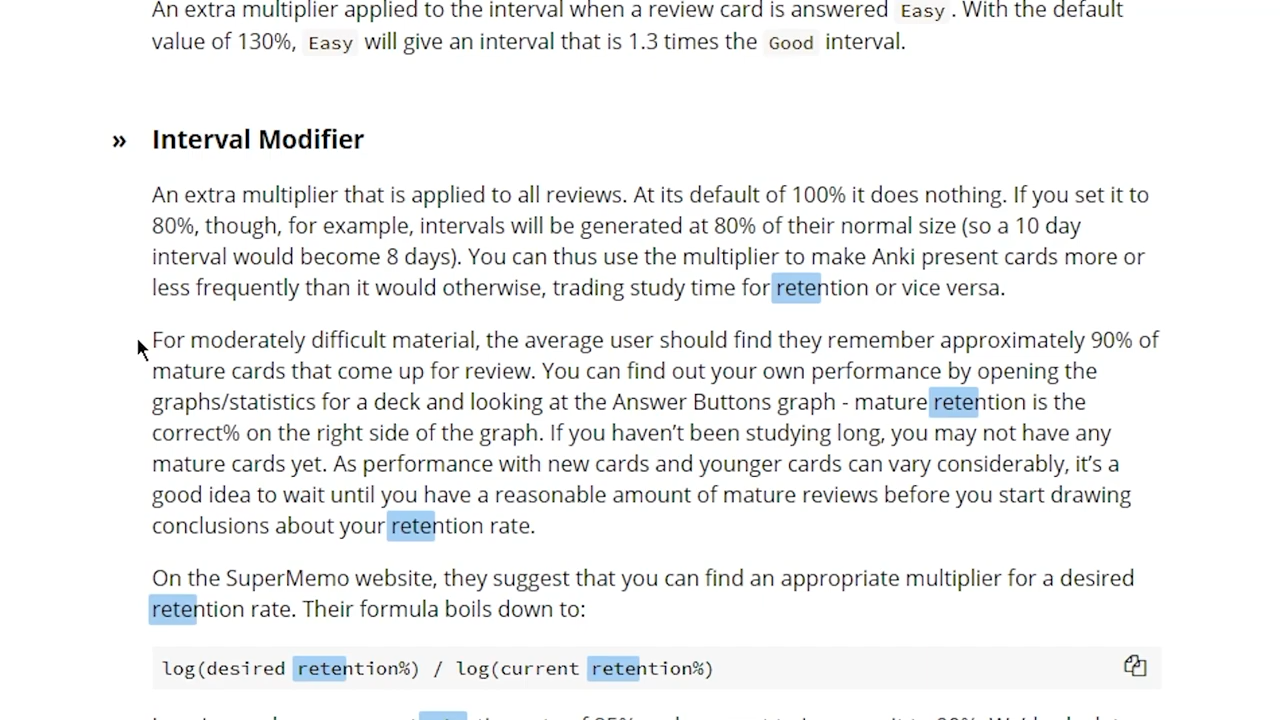 An extra multiplier applied to the interval when a review card is answered Easy. With the default
value of 130%, Easy will give an interval that is 1.3 times the Good interval.
» Interval Modifier
An extra multiplier that is applied to all reviews. At its default of 100% it does nothing. If you set it to
80%, though, for example, intervals will be generated at 80% of their normal size (so a 10 day
interval would become 8 days). You can thus use the multiplier to make Anki present cards more or
less frequently than it would otherwise, trading study time for retention or vice versa.
For moderately difficult material, the average user should find they remember approximately 90% of
mature cards that come up for review. You can find out your own performance by opening the
graphs/statistics for a deck and looking at the Answer Buttons graph - mature retention is the
correct% on the right side of the graph. If you haven’t been studying long, you may not have any
mature cards yet. As performance with new cards and younger cards can vary considerably, it’s a
good idea to wait until you have a reasonable amount of mature reviews before you start drawing
conclusions about your retention rate.
On the SuperMemo website, they suggest that you can find an appropriate multiplier for a desired
retention rate. Their formula boils down to:
log(desired retention%) / log(current retention%)